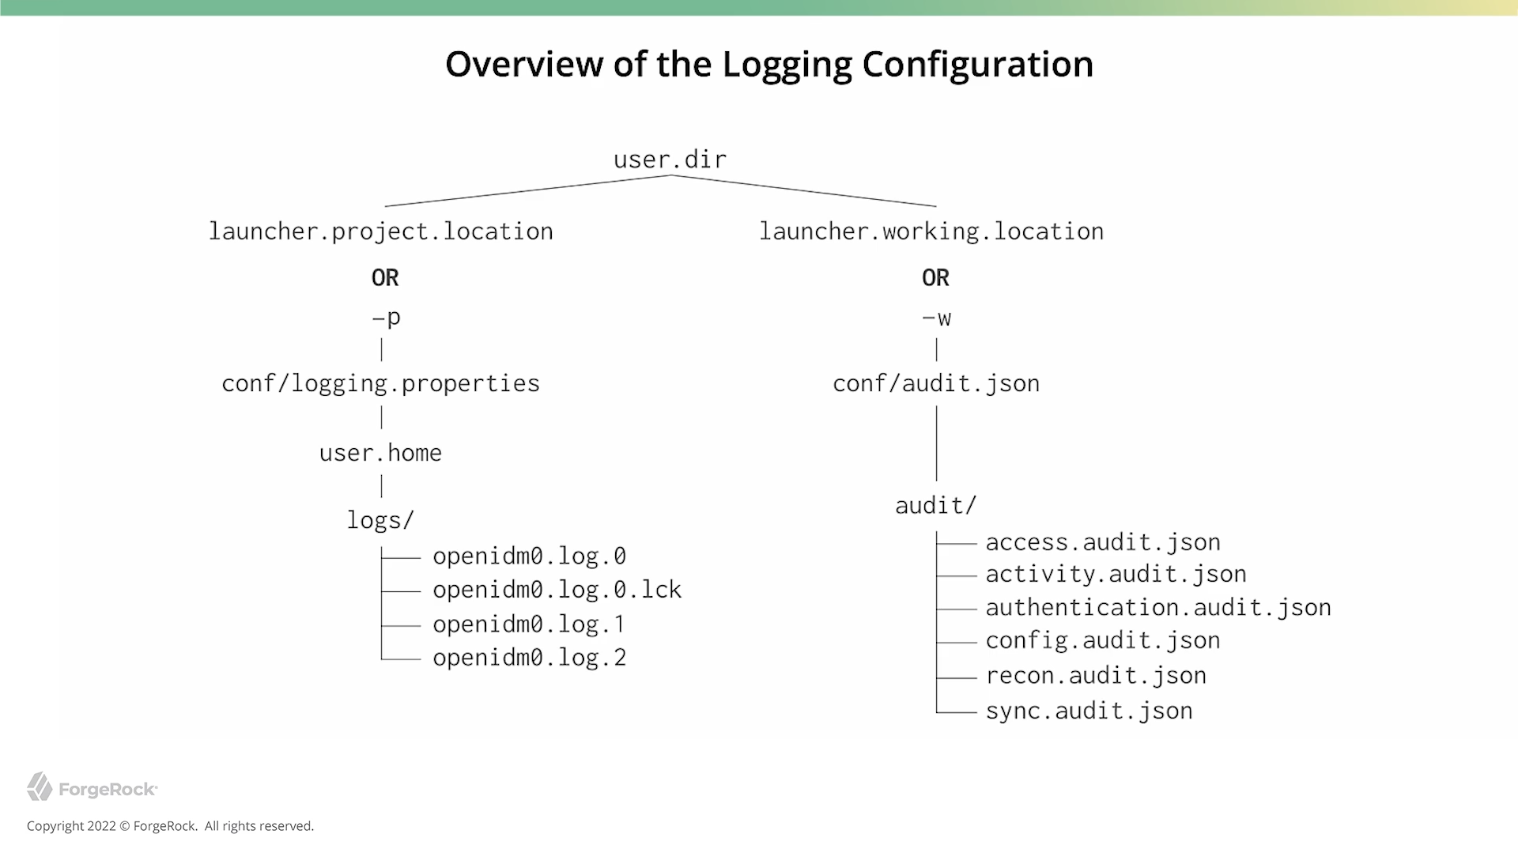 Overview of the Logging Configuration
user.dir
launcher.project.location
OR
–p
conf/logging.properties
user.home
logs/
openidm0.log.0
openidm0.log.0.lck
openidm0.log.1
openidm0.log.2
launcher.working.location
OR
–w
conf/audit.json
audit/
access.audit.json
activity.audit.json
authentication.audit.json
config.audit.json
recon.audit.json
sync.audit.json
ForgeRock
Copyright 2022 © ForgeRock. All rights reserved.